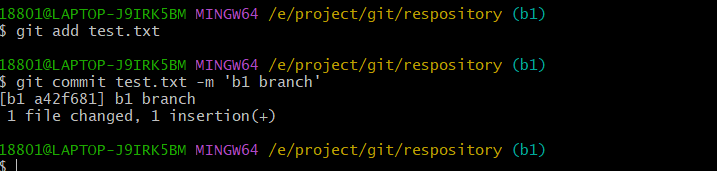 18801@LAPTOP-J9IRK5BM MINGW64 /e/project/git/respository (b1)
$ git add test.txt
18801@LAPTOP-J9IRK5BM MINGW64 /e/project/git/respository (b1)
$ git commit test.txt -m 'b1 branch'
[b1 a42f681] b1 branch
1 file changed, 1 insertion(+)
18801@LAPTOP-J9IRK5BM MINGW64 /e/project/git/respository (b1)
$